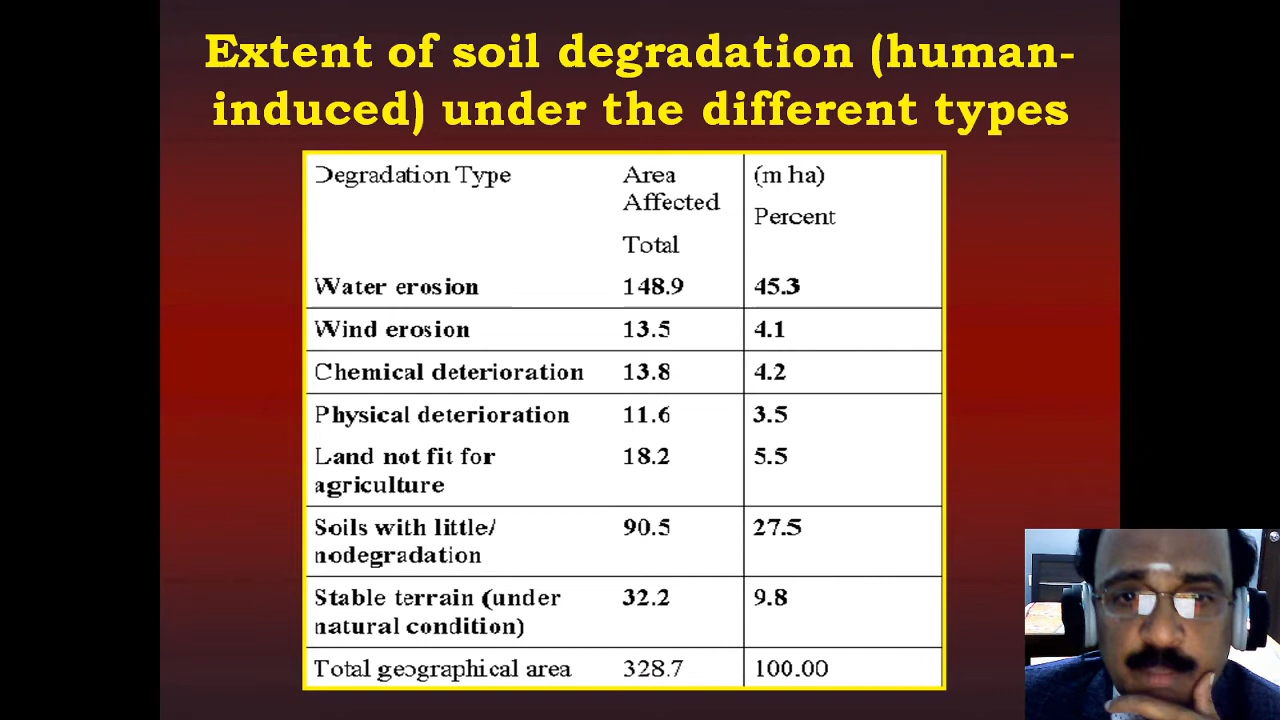 Extent of soil degradation (human-
induced) under the different types
Degradation Type Area (m ha)
Affected Percent
Total
Water erosion 148.9 45.3
Wind erosion 13.5 4.1
Chemical deterioration 13.8 4.2
Physical deterioration 11.6 3.5
Land not fit for 18.2 5.5
agriculture
Soils with little/ 90.5 27.5
nodegradation
Stable terrain (under 32.2 9.8
natural condition)
Total geographical area 328.7 100.00